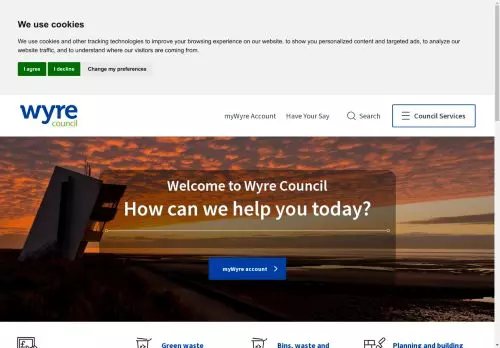 We use cookies
We use cookies and other tracking technologies to improve your browsing experience on our website, to show you personalized content and targeted ads, to analyze our
website traffic, and to understand where our visitors are coming from.
I agree
I decline
Change my preferences
wyre
council
myWyre Account
Have Your Say
Search
Council Services
Welcome to Wyre Council
How can we help you today?
myWyre account
Green waste
Bins, waste and
Planning and building